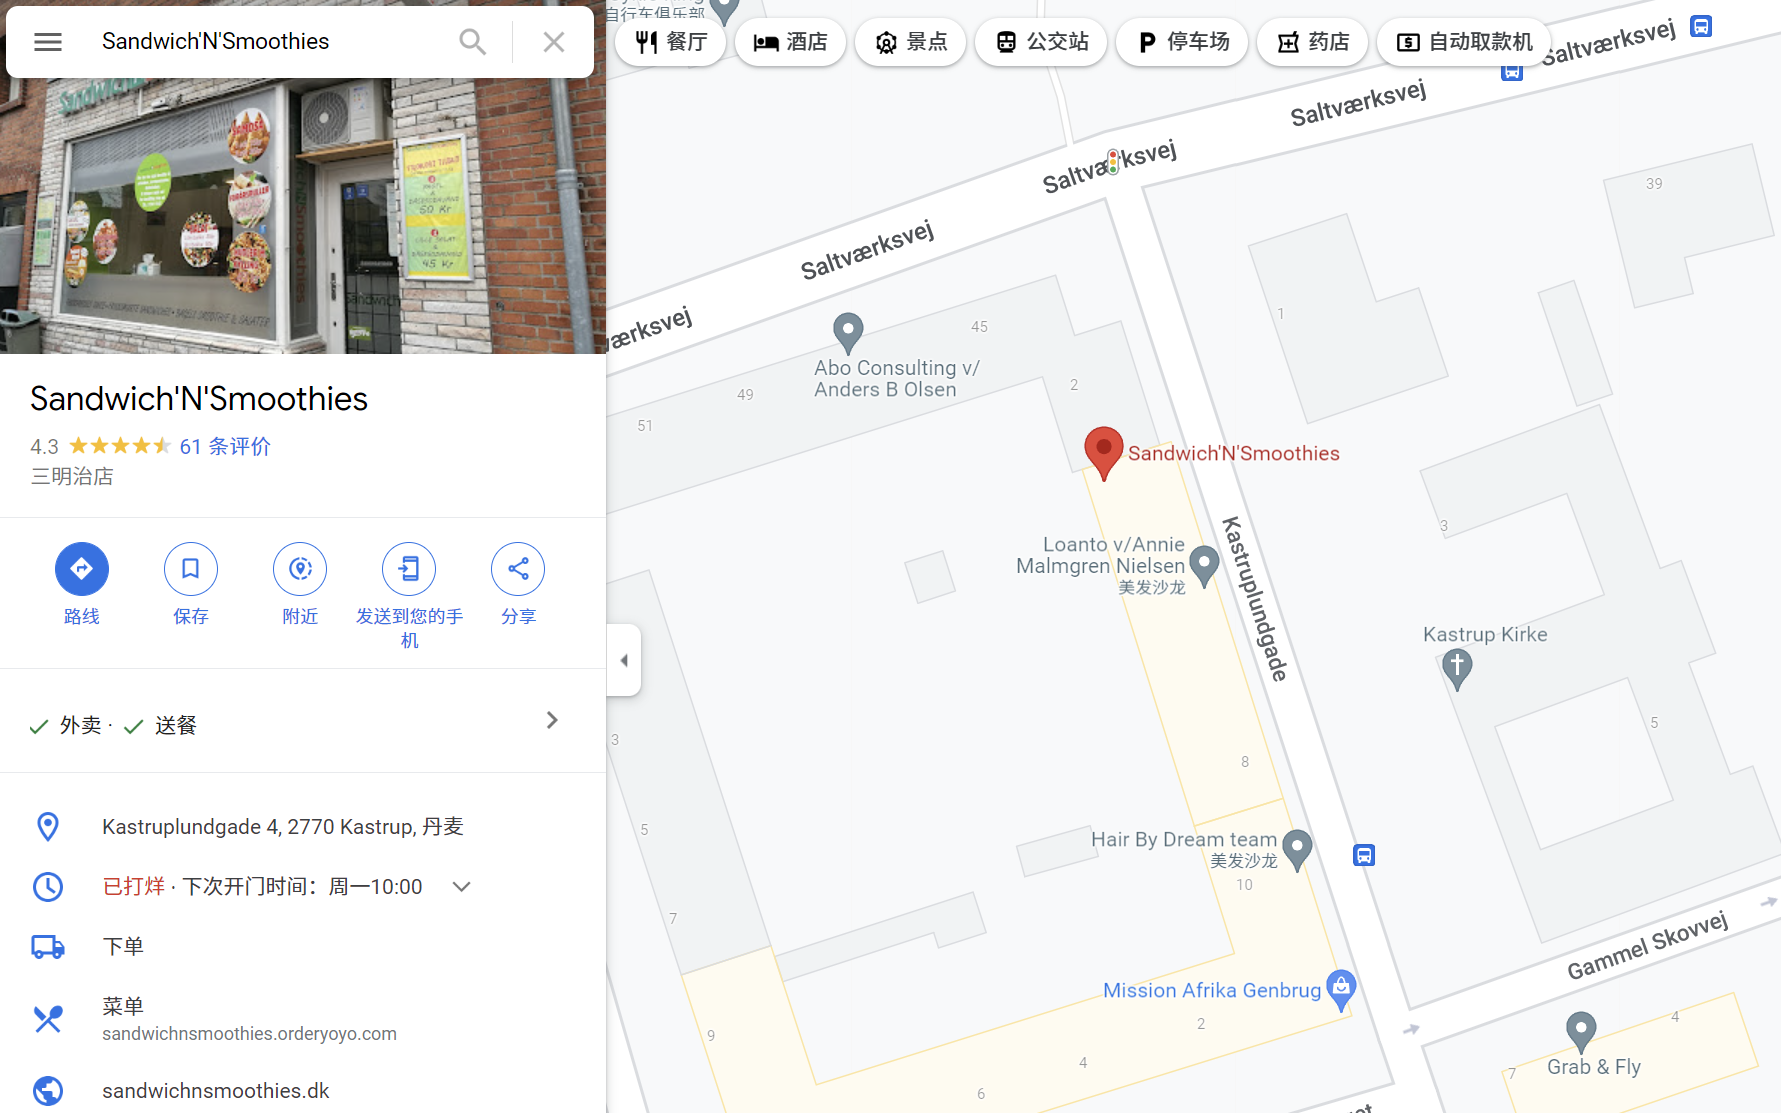 Sandwich'N'Smoothies
自行车俱乐部
餐厅
酒店
景点
公交站
停车场
药店
自动取款机
50 Kr
45 Kr
Sandwich'N'Smoothies
4.3
61 条评价
三明治店
路线
保存
附近
发送到您的手
机
分享
外卖 ·
送餐
Kastruplundgade 4, 2770 Kastrup, 丹麦
已打烊 · 下次开门时间：周一10:00
下单
菜单
sandwichnsmoothies.orderyoyo.com
sandwichnsmoothies.dk
Saltværksvej
Saltværksvej
Saltværksvej
Saltværksvej
værksvej
39
1
45
Abo Consulting v/
Anders B Olsen
2
49
51
Sandwich'N'Smoothies
Kastruplundgade
3
Loanto v/Annie
Malmgren Nielsen
美发沙龙
Kastrup Kirke
5
3
8
5
Hair By Dream team
美发沙龙
10
7
Gammel Skovvej
Mission Afrika Genbrug
2
9
4
6
4
7
Grab & Fly